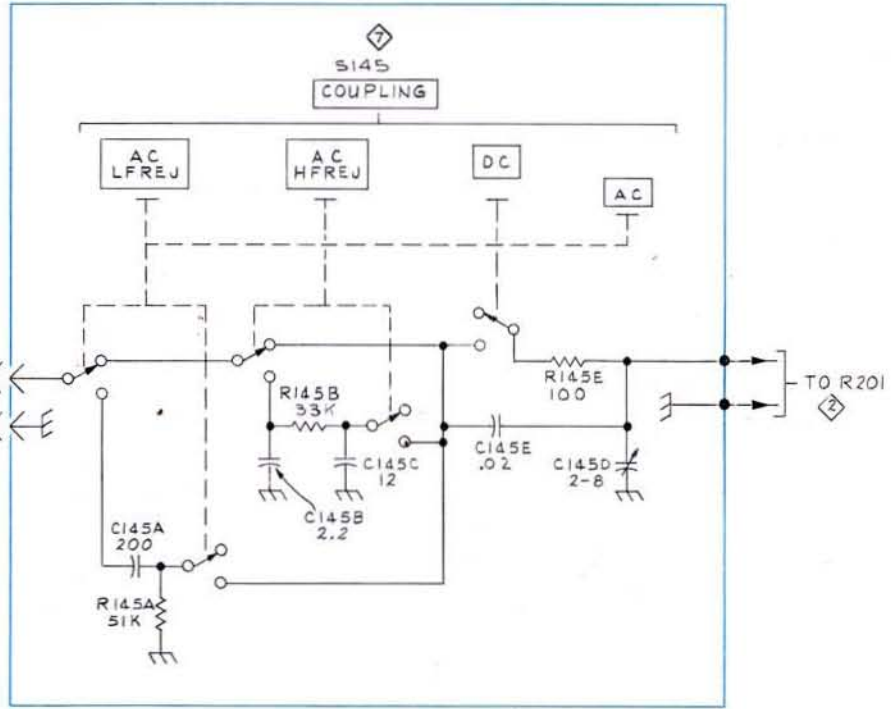 7
S145
COUPLING
AC
LFREJ
AC
HFREJ
DC
AC
R145B
33K
R145E
100
TO R201
2
C145C
12
C145E
.02
C145D
2-8
C145B
2.2
C145A
200
R145A
51K